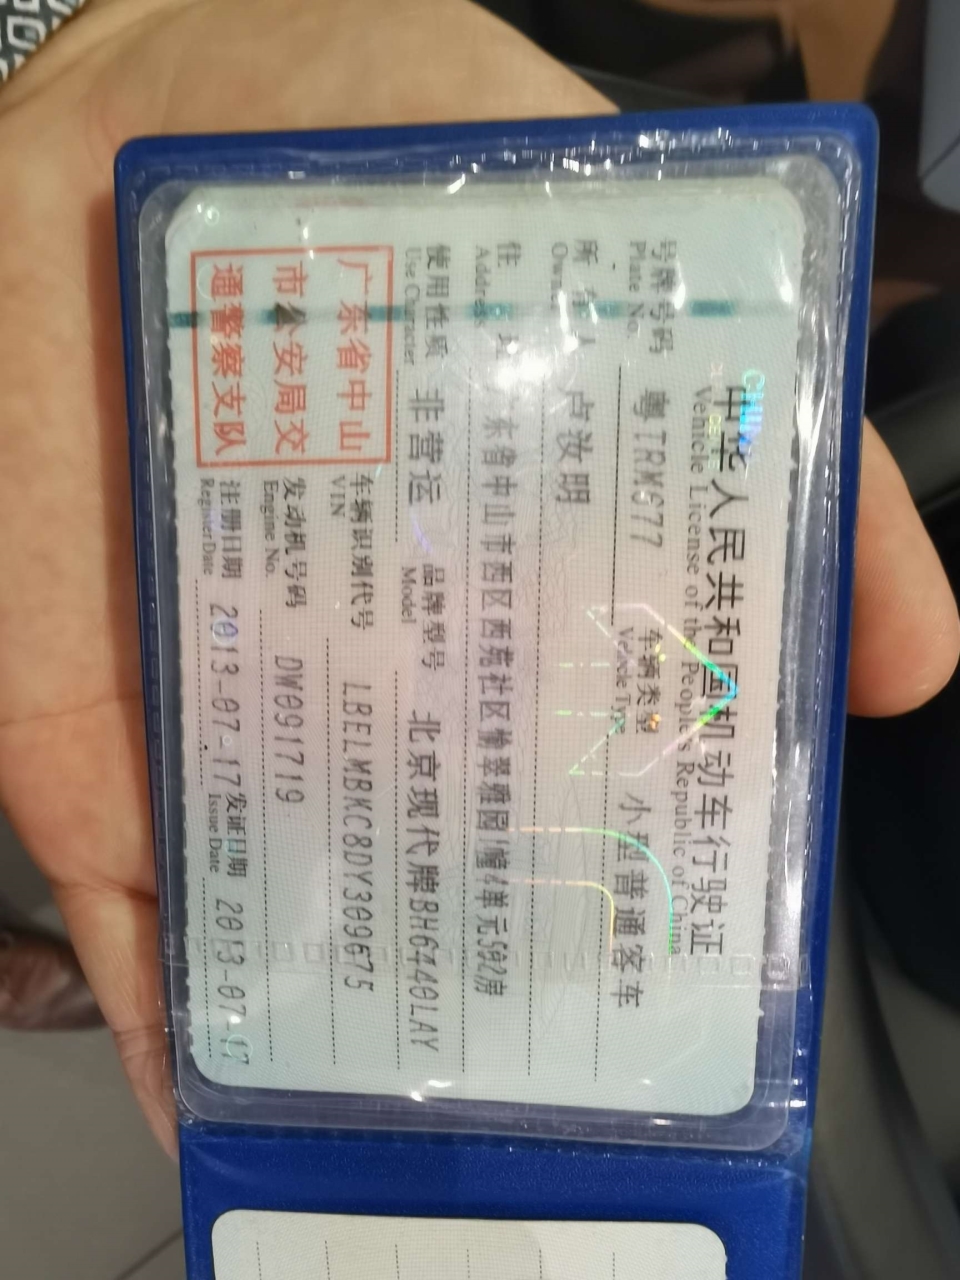 中华人民共和国机动车行驶证
Vehicle License of the People's Republic of China
号牌号码 粤TRM677 车辆类型 小型普通客车
Plate No. Vehicle Type
所有人 卢汝明
Owner
住址 广东省中山市西区西苑社区愉翠雅园1幢4单元502房
Address
使用性质 非营运 品牌型号 北京现代牌BH6440LAY
Use Character Model
广东省中山
市公安局交
通警察支队
车辆识别代号 LBELMBKC8DY309675
VIN
发动机号码 DW091719
Engine No.
注册日期 2013-07-17 发证日期 2013-07-17
Register Date Issue Date